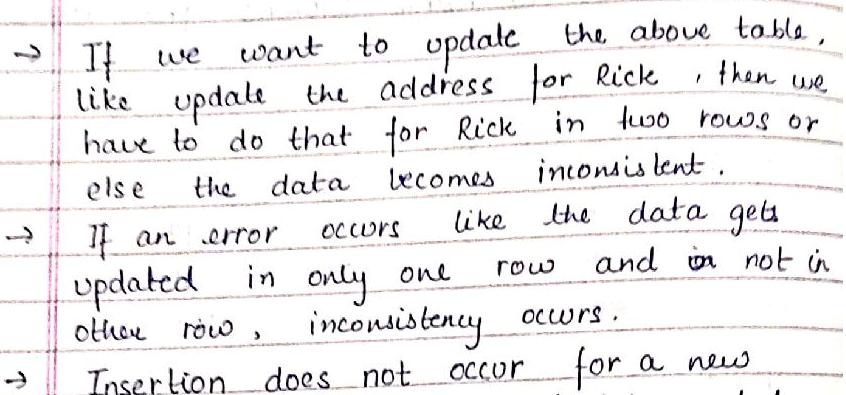 → If we want to update the above table,
like update the address for Rick, then we
have to do that for Rick in two rows or
else the data becomes inconsistent.
→ If an error occurs like the data gets
updated in only one row and not in
other row, inconsistency occurs.
→ Insertion does not occur for a new